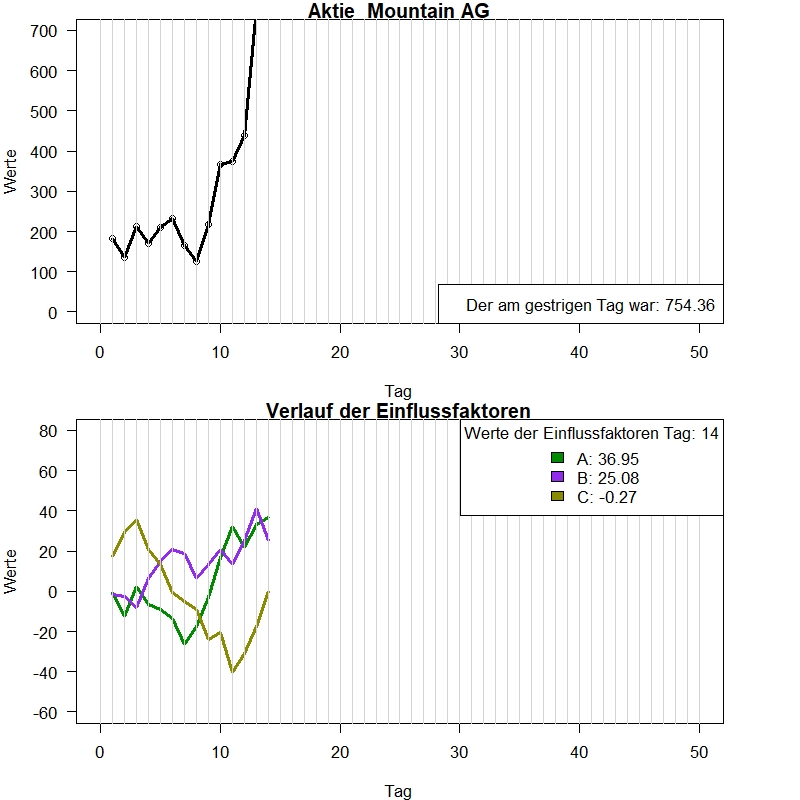 Aktie  Mountain AG
700
600
500
400
300
200
100
0
Werte
Der am gestrigen Tag war: 754.36
0 10 20 30 40 50
Tag
Verlauf der Einflussfaktoren
80
60
40
20
0
-20
-40
-60
Werte
Werte der Einflussfaktoren Tag: 14
A: 36.95
B: 25.08
C: -0.27
0 10 20 30 40 50
Tag